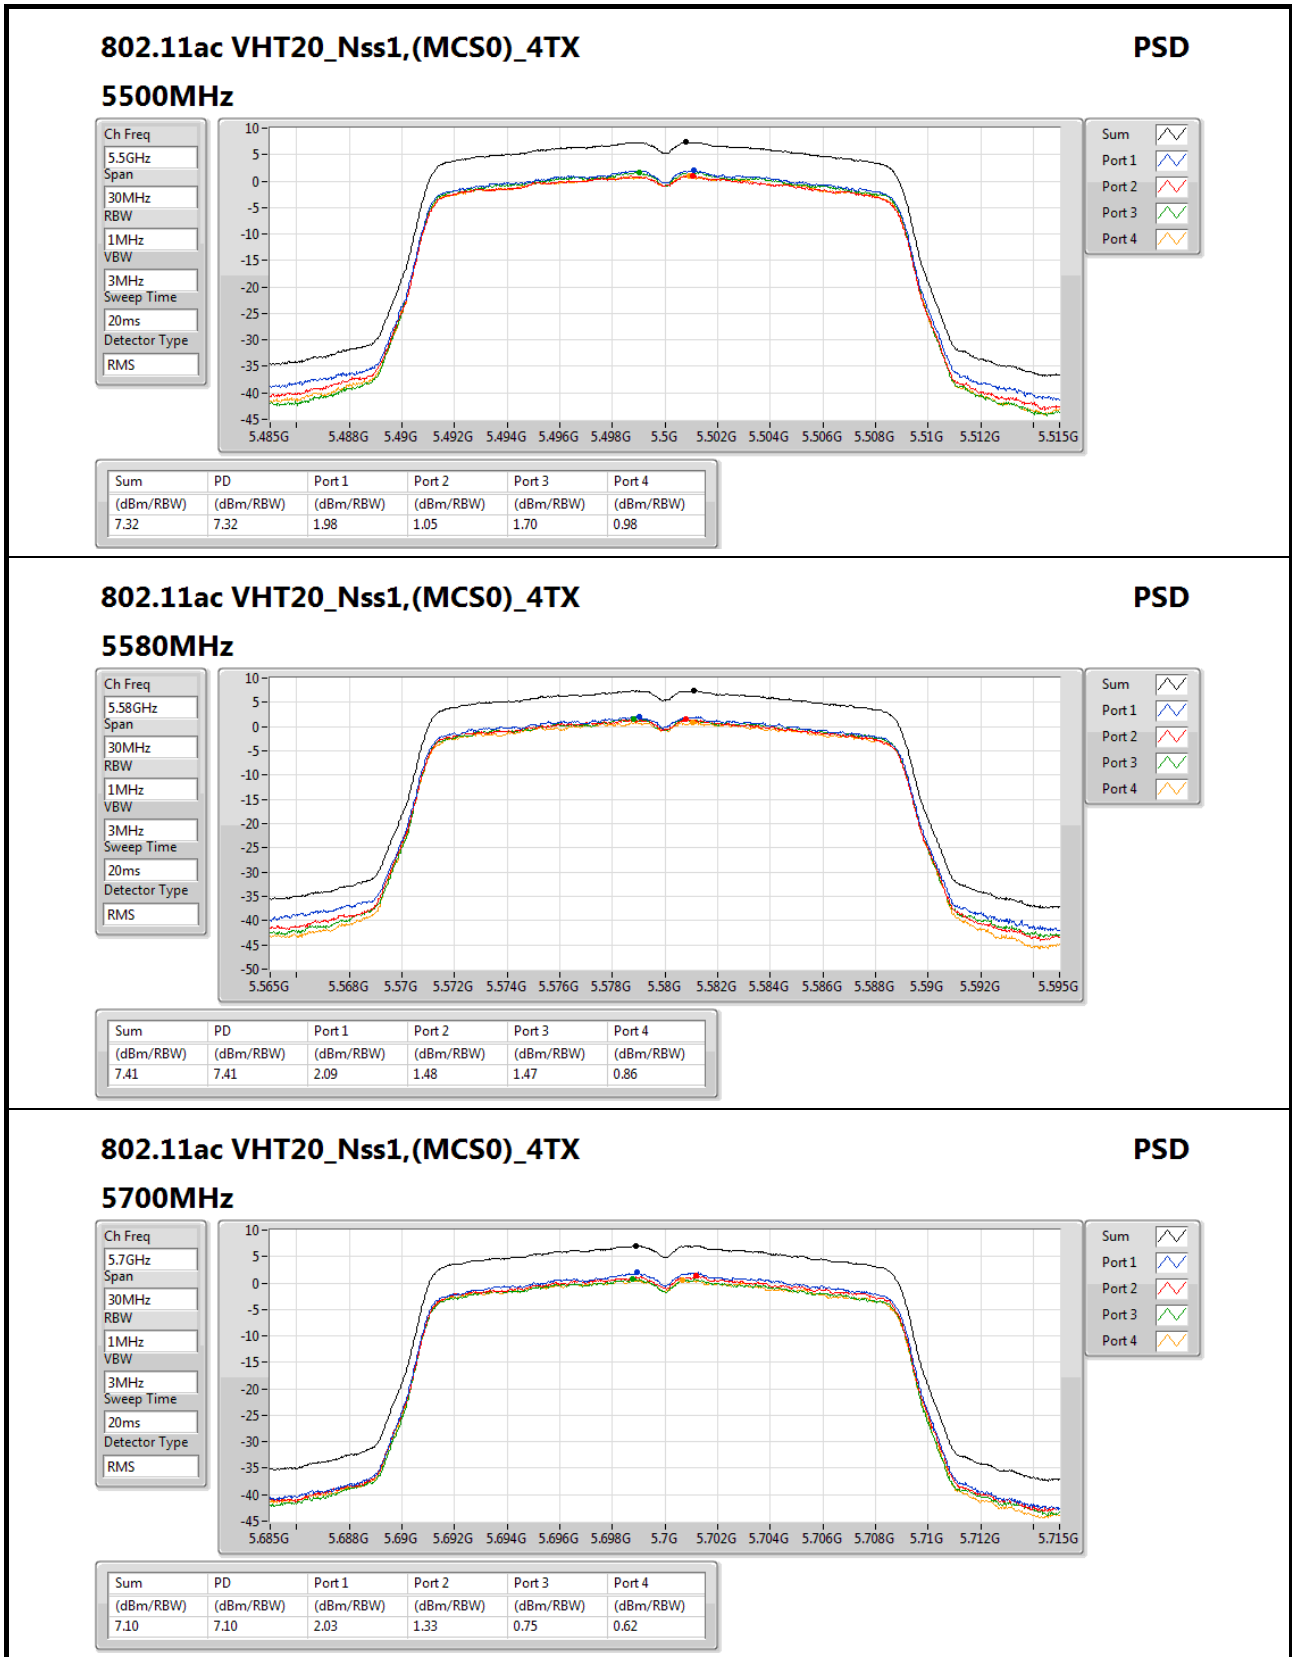 802.11ac VHT20_Nss1,(MCS0)_4TX PSD
5500MHz
Ch Freq
5.5GHz
Span
30MHz
RBW
1MHz
VBW
3MHz
Sweep Time
20ms
Detector Type
RMS
10
5
0
-5
-10
-15
-20
-25
-30
-35
-40
-45
5.485G 5.488G 5.49G 5.492G 5.494G 5.496G 5.498G 5.5G 5.502G 5.504G 5.506G 5.508G 5.51G 5.512G 5.515G
Sum
Port 1
Port 2
Port 3
Port 4
Sum PD Port 1 Port 2 Port 3 Port 4
(dBm/RBW) (dBm/RBW) (dBm/RBW) (dBm/RBW) (dBm/RBW) (dBm/RBW)
7.32 7.32 1.98 1.05 1.70 0.98
802.11ac VHT20_Nss1,(MCS0)_4TX PSD
5580MHz
Ch Freq
5.58GHz
Span
30MHz
RBW
1MHz
VBW
3MHz
Sweep Time
20ms
Detector Type
RMS
10
5
0
-5
-10
-15
-20
-25
-30
-35
-40
-45
-50
5.565G 5.568G 5.57G 5.572G 5.574G 5.576G 5.578G 5.58G 5.582G 5.584G 5.586G 5.588G 5.59G 5.592G 5.595G
Sum
Port 1
Port 2
Port 3
Port 4
Sum PD Port 1 Port 2 Port 3 Port 4
(dBm/RBW) (dBm/RBW) (dBm/RBW) (dBm/RBW) (dBm/RBW) (dBm/RBW)
7.41 7.41 2.09 1.48 1.47 0.86
802.11ac VHT20_Nss1,(MCS0)_4TX PSD
5700MHz
Ch Freq
5.7GHz
Span
30MHz
RBW
1MHz
VBW
3MHz
Sweep Time
20ms
Detector Type
RMS
10
5
0
-5
-10
-15
-20
-25
-30
-35
-40
-45
5.685G 5.688G 5.69G 5.692G 5.694G 5.696G 5.698G 5.7G 5.702G 5.704G 5.706G 5.708G 5.71G 5.712G 5.715G
Sum
Port 1
Port 2
Port 3
Port 4
Sum PD Port 1 Port 2 Port 3 Port 4
(dBm/RBW) (dBm/RBW) (dBm/RBW) (dBm/RBW) (dBm/RBW) (dBm/RBW)
7.10 7.10 2.03 1.33 0.75 0.62